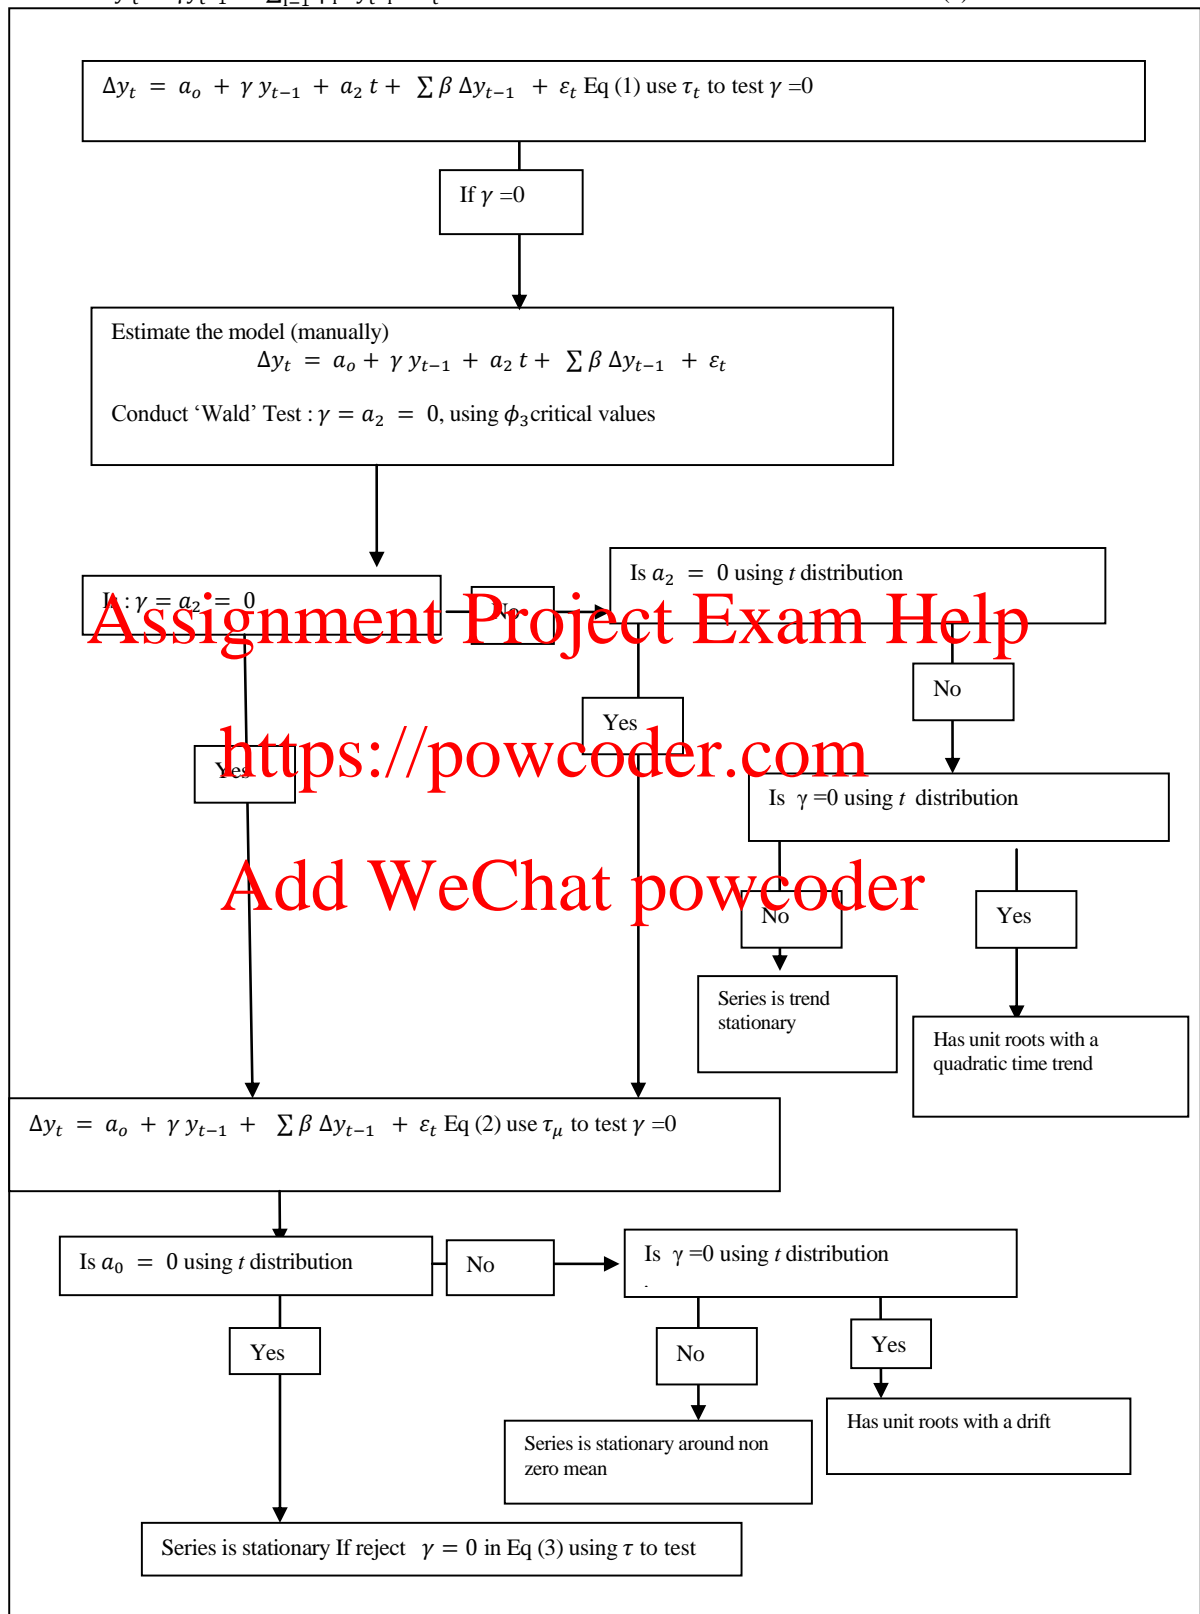 Δy_t = a_o + γ y_{t−1} + a_2 t + ∑ β Δy_{t−1} + ε_t Eq (1) use τ_t to test γ =0
If γ =0
Estimate the model (manually)
Δy_t = a_o + γ y_{t−1} + a_2 t + ∑ β Δy_{t−1} + ε_t
Conduct ‘Wald’ Test : γ = a_2 = 0, using ϕ_3 critical values
Is : γ = a_2 = 0
No
Is a_2 = 0 using t distribution
Assignment Project Exam Help
No
Yes
https://powcoder.com
Yes
Is γ =0 using t distribution
Add WeChat powcoder
No
Yes
Series is trend
stationary
Has unit roots with a
quadratic time trend
Δy_t = a_o + γ y_{t−1} + ∑ β Δy_{t−1} + ε_t Eq (2) use τ_μ to test γ =0
Is a_0 = 0 using t distribution
No
Is γ =0 using t distribution
.
Yes
No
Yes
Has unit roots with a drift
Series is stationary around non
zero mean
Series is stationary If reject γ = 0 in Eq (3) using τ to test